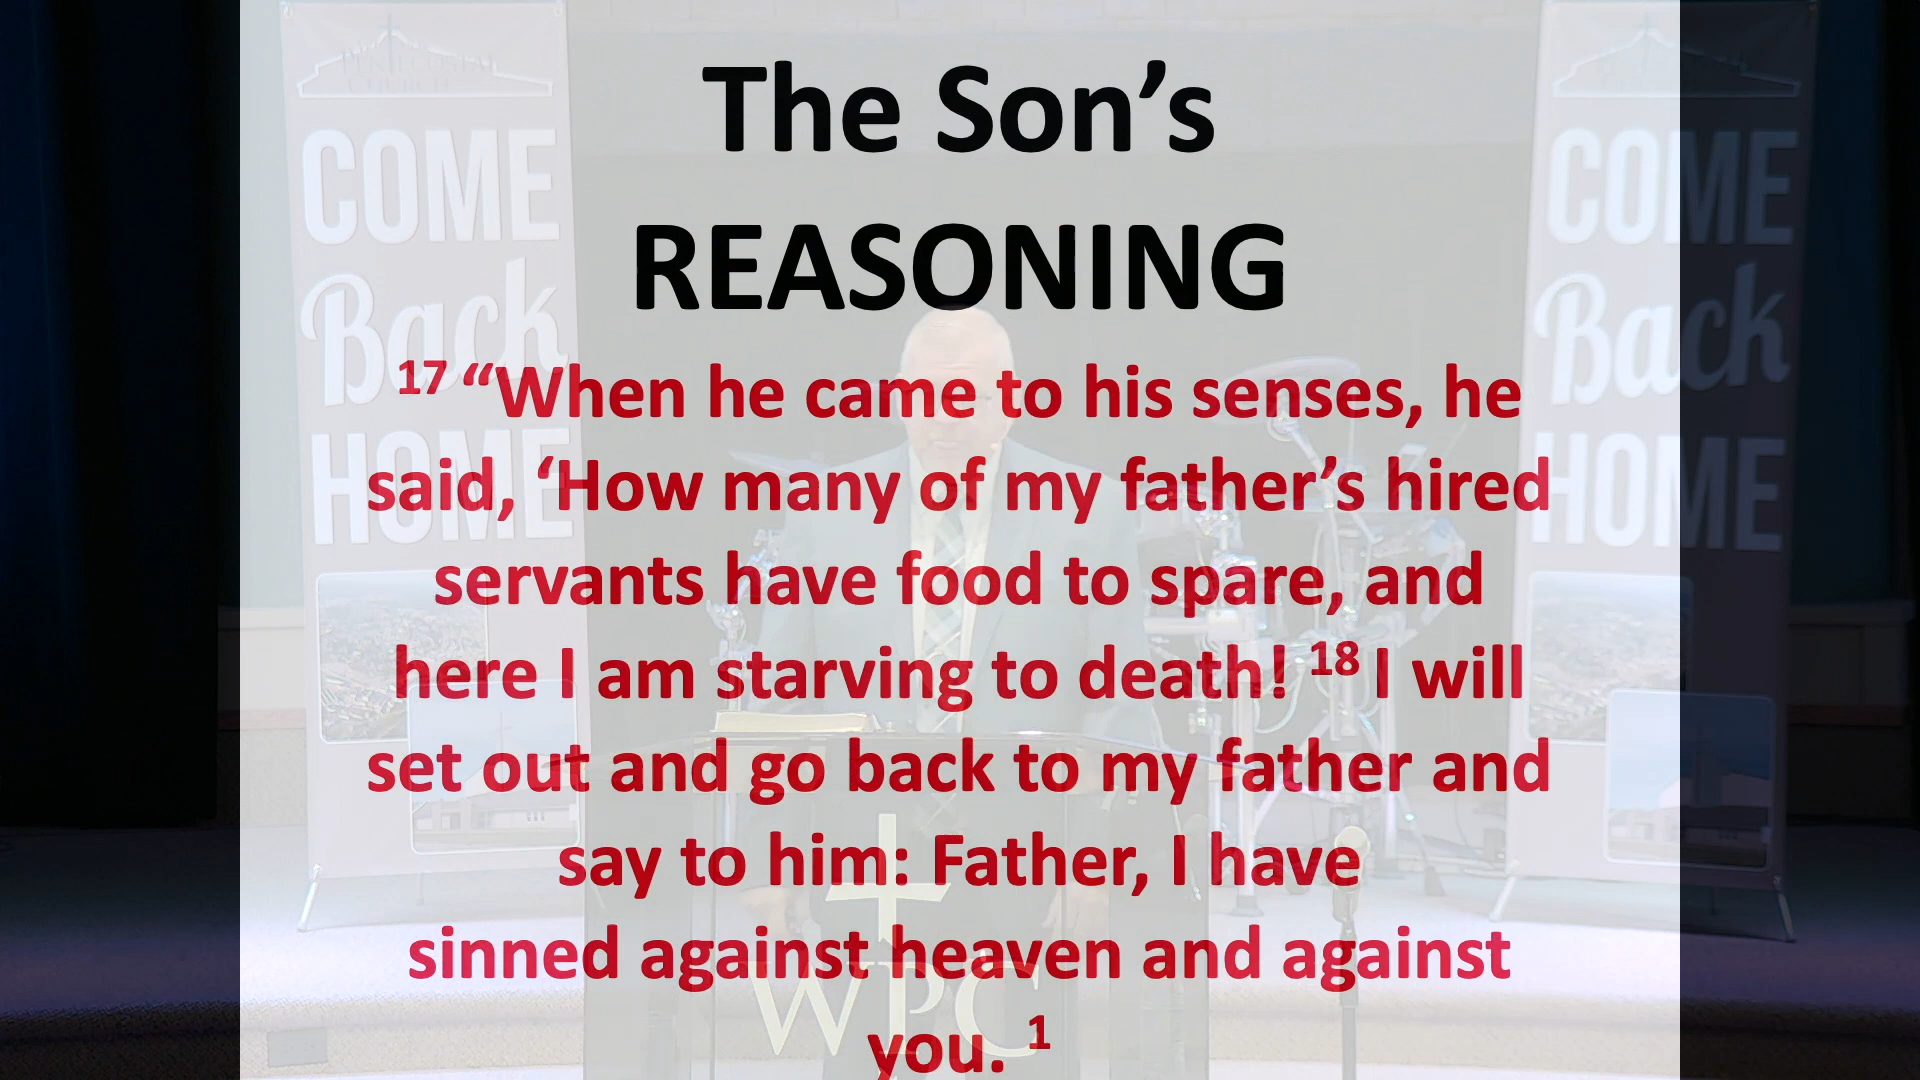 The Son’s
REASONING
17 “When he came to his senses, he
said, ‘How many of my father’s hired
servants have food to spare, and
here I am starving to death! 18 I will
set out and go back to my father and
say to him: Father, I have
sinned against heaven and against
you. 1
COME
Back
HOME
COME
Back
HOME
WPC